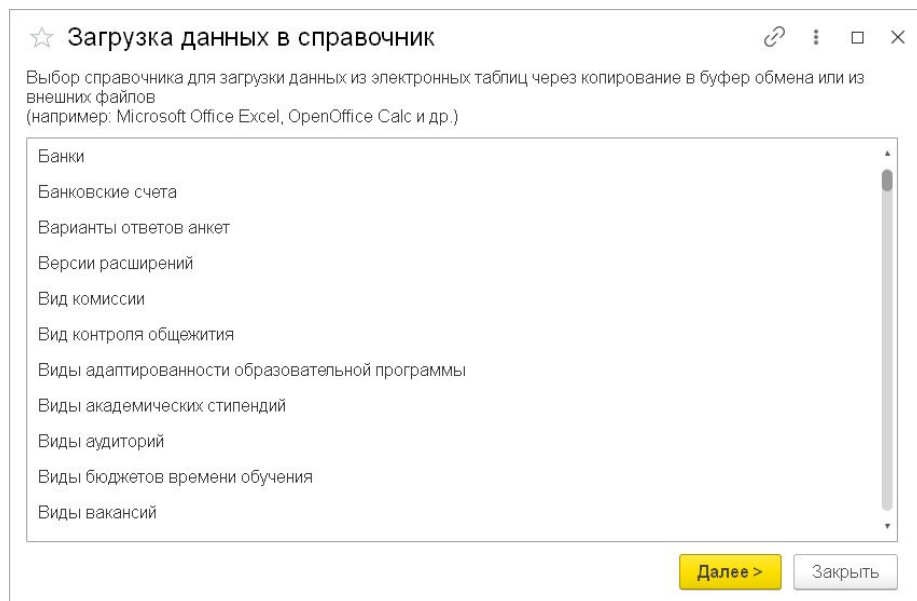 Загрузка данных в справочник
Выбор справочника для загрузки данных из электронных таблиц через копирование в буфер обмена или из
внешних файлов
(например: Microsoft Office Excel, OpenOffice Calc и др.)
Банки
Банковские счета
Варианты ответов анкет
Версии расширений
Вид комиссии
Вид контроля общежития
Виды адаптированности образовательной программы
Виды академических стипендий
Виды аудиторий
Виды бюджетов времени обучения
Виды вакансий
Далее >
Закрыть